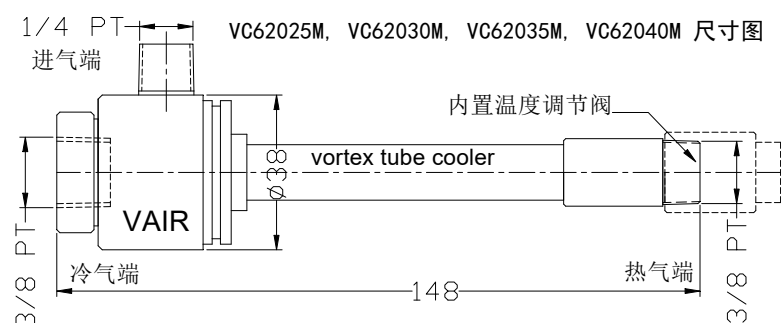 1/4 PT
VC62025M, VC62030M, VC62035M, VC62040M 尺寸图
进气端
内置温度调节阀
vortex tube cooler
ø38
VAIR
3/8 PT
冷气端
热气端
148
3/8 PT